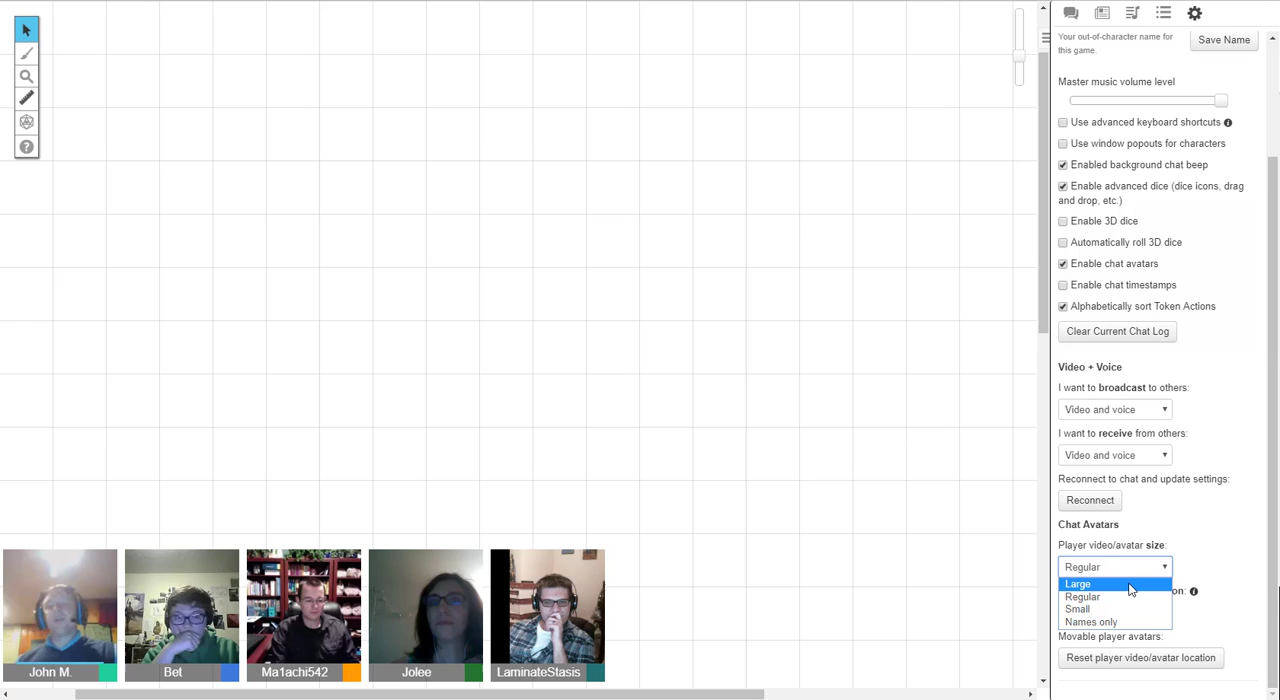 Your out-of-character name for
this game.
Save Name
Master music volume level
Use advanced keyboard shortcuts
Use window popouts for characters
Enabled background chat beep
Enable advanced dice (dice icons, drag
and drop, etc.)
Enable 3D dice
Automatically roll 3D dice
Enable chat avatars
Enable chat timestamps
Alphabetically sort Token Actions
Clear Current Chat Log
Video + Voice
I want to broadcast to others:
Video and voice
I want to receive from others:
Video and voice
Reconnect to chat and update settings:
Reconnect
Chat Avatars
Player video/avatar size:
Regular
Large
on:
Regular
Small
Names only
Movable player avatars:
Reset player video/avatar location
John M.
Bet
Ma1achi542
Jolee
LaminateStasis